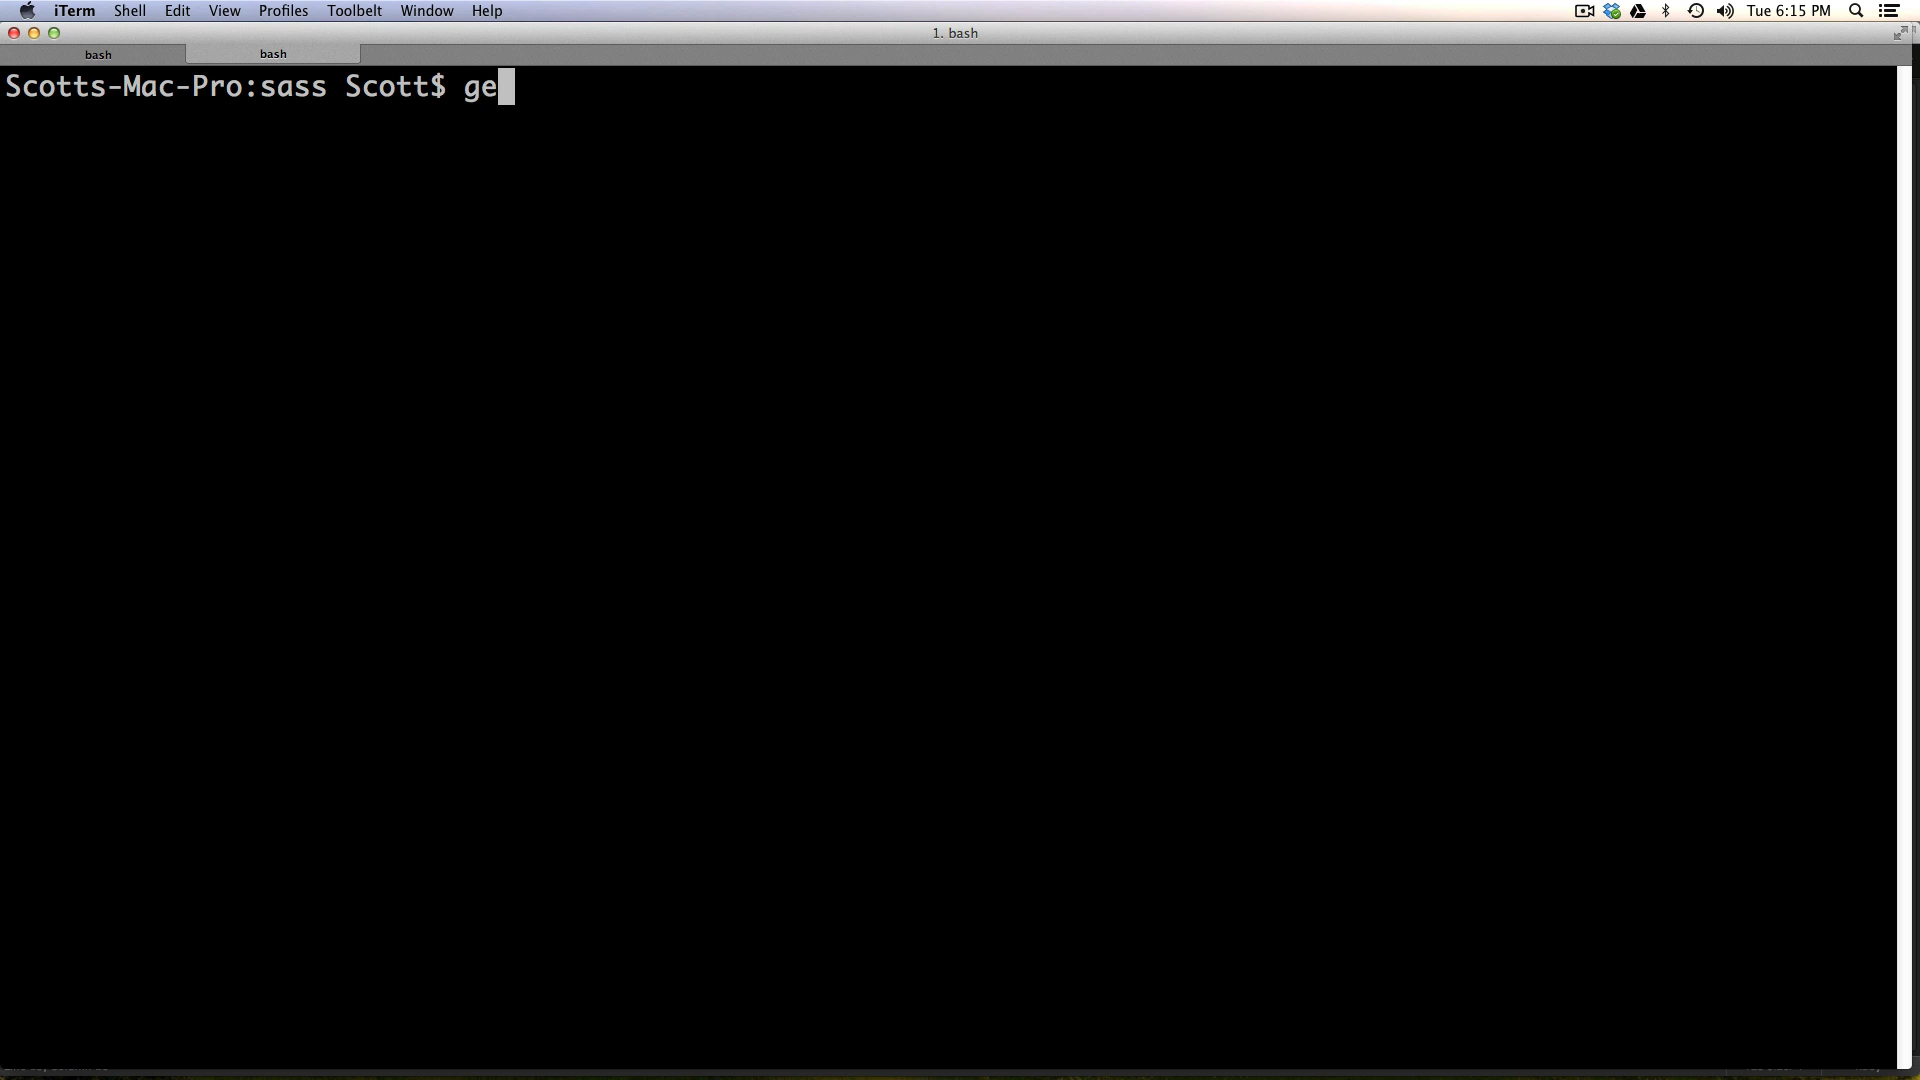 iTerm Shell Edit View Profiles Toolbelt Window Help Tue 6:15 PM
1. bash
bash bash
Scotts-Mac-Pro:sass Scott$ ge